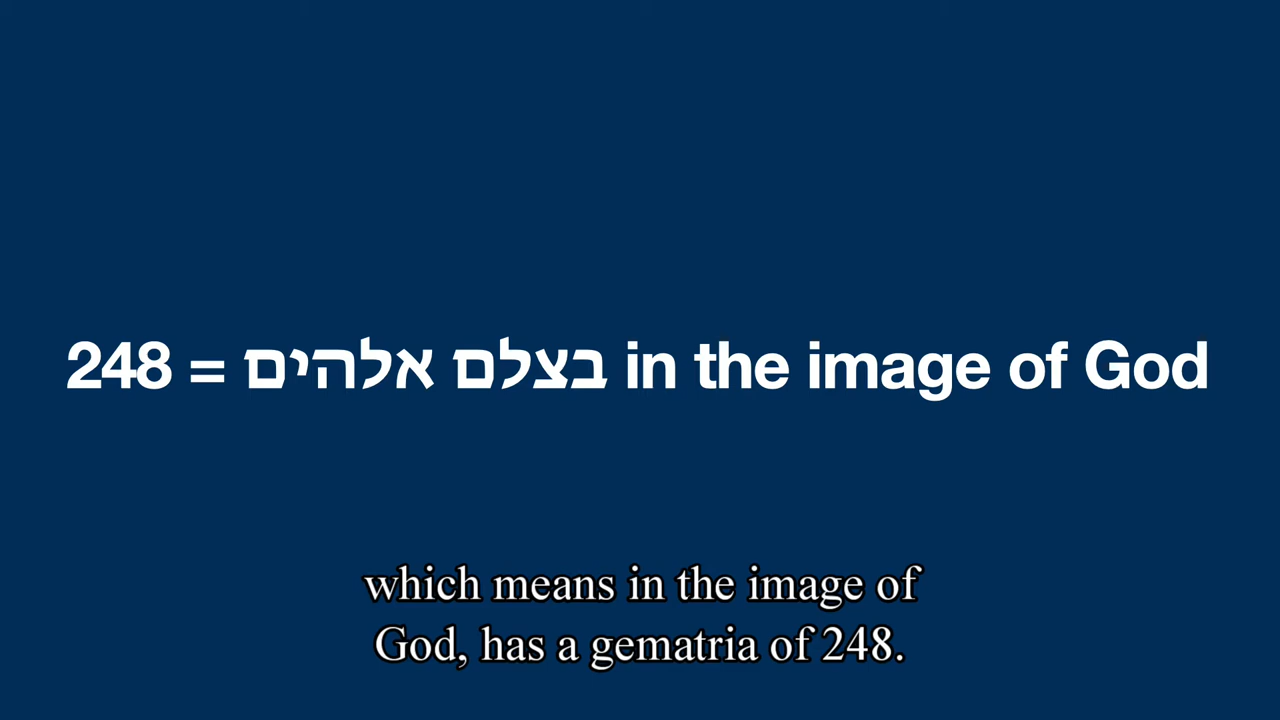 248 = בצלם אלהים in the image of God
which means in the image of
God, has a gematria of 248.